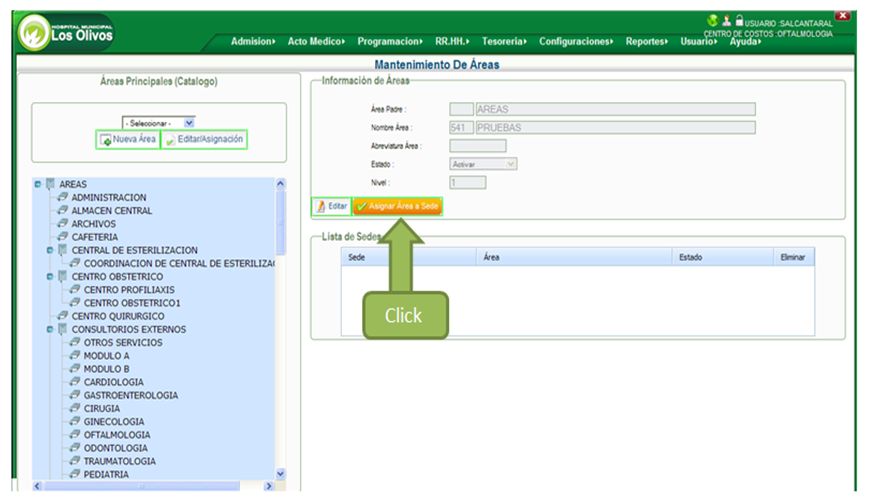 HOSPITAL MUNICIPAL
Los Olivos
USUARIO :SALCANTARAL
CENTRO DE COSTOS :OFTALMOLOGIA
Admision Acto Medico Programacion RR.HH. Tesoreria Configuraciones Reportes Usuario Ayuda
Mantenimiento De Áreas
Áreas Principales (Catalogo)
- Seleccionar -
Nueva Área Editar/Asignación
AREAS
ADMINISTRACION
ALMACEN CENTRAL
ARCHIVOS
CAFETERIA
CENTRAL DE ESTERILIZACION
COORDINACION DE CENTRAL DE ESTERILIZA
CENTRO OBSTETRICO
CENTRO PROFILIAXIS
CENTRO OBSTETRICO1
CENTRO QUIRURGICO
CONSULTORIOS EXTERNOS
OTROS SERVICIOS
MODULO A
MODULO B
CARDIOLOGIA
GASTROENTEROLOGIA
CIRUGIA
GINECOLOGIA
OFTALMOLOGIA
ODONTOLOGIA
TRAUMATOLOGIA
PEDIATRIA
Información de Áreas
Área Padre : AREAS
Nombre Área : 541 PRUEBAS
Abreviatura Área :
Estado : Activar
Nivel : 1
Editar Asignar Área a Sede
Lista de Sedes
Sede Área Estado Eliminar
Click